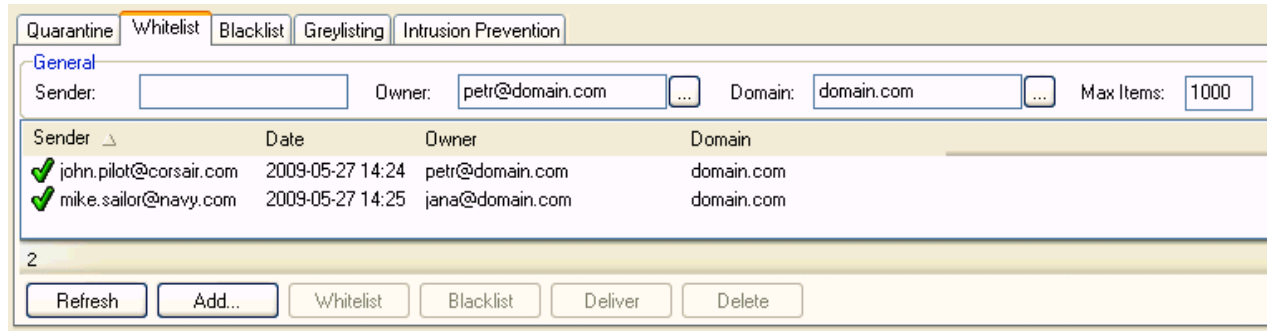 Quarantine Whitelist Blacklist Greylisting Intrusion Prevention
General
Sender: Owner: petr@domain.com ... Domain: domain.com ... Max Items: 1000
Sender Date Owner Domain
john.pilot@corsair.com 2009-05-27 14:24 petr@domain.com domain.com
mike.sailor@navy.com 2009-05-27 14:25 jana@domain.com domain.com
2
Refresh Add... Whitelist Blacklist Deliver Delete